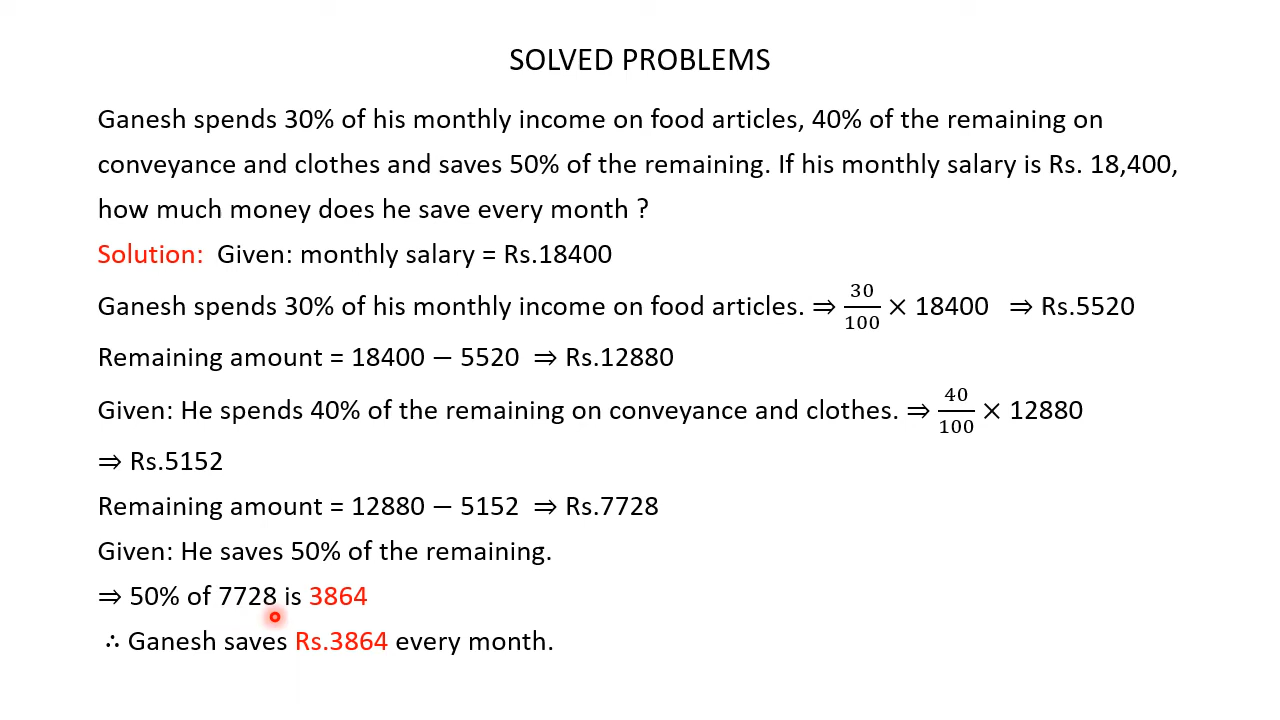 SOLVED PROBLEMS
Ganesh spends 30% of his monthly income on food articles, 40% of the remaining on
conveyance and clothes and saves 50% of the remaining. If his monthly salary is Rs. 18,400,
how much money does he save every month ?
Solution: Given: monthly salary = Rs.18400
Ganesh spends 30% of his monthly income on food articles. ⇒ 30/100 × 18400 ⇒ Rs.5520
Remaining amount = 18400 − 5520 ⇒ Rs.12880
Given: He spends 40% of the remaining on conveyance and clothes. ⇒ 40/100 × 12880
⇒ Rs.5152
Remaining amount = 12880 − 5152 ⇒ Rs.7728
Given: He saves 50% of the remaining.
⇒ 50% of 7728 is 3864
∴ Ganesh saves Rs.3864 every month.